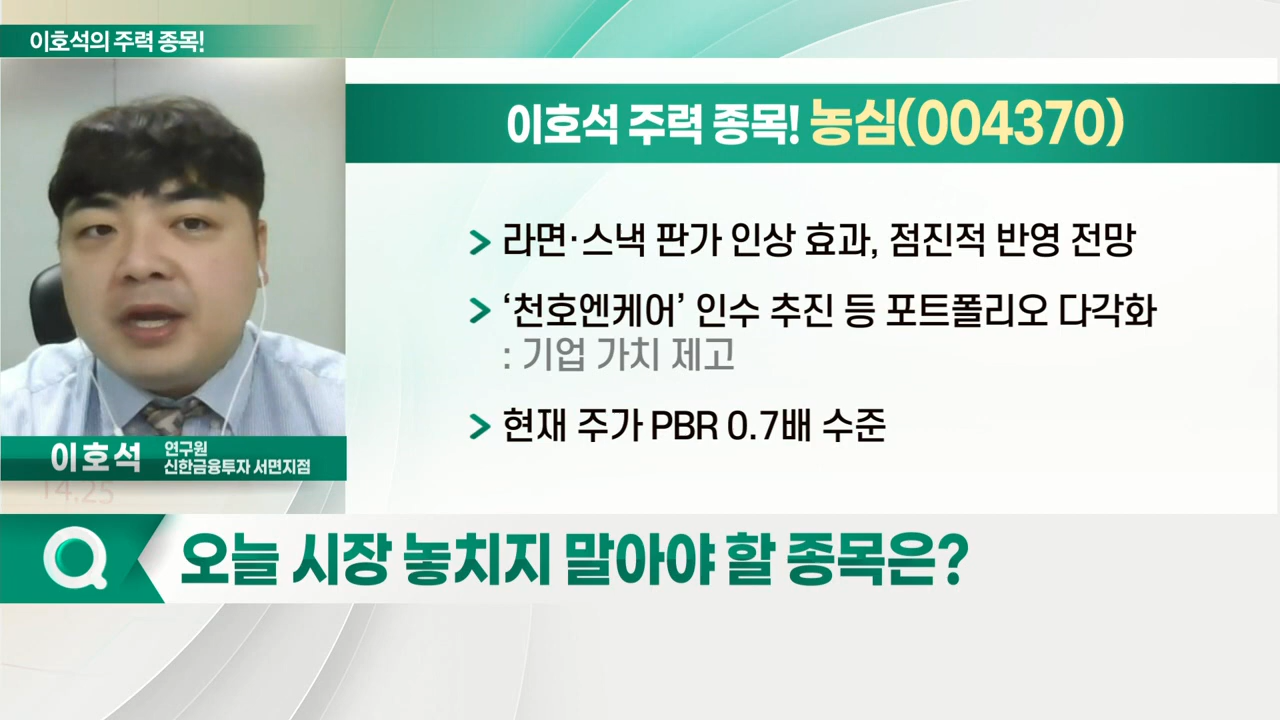 이호석의 주력 종목!
이호석 주력 종목! 농심(004370)
> 라면·스낵 판가 인상 효과, 점진적 반영 전망
> ‘천호엔케어’ 인수 추진 등 포트폴리오 다각화
: 기업 가치 제고
> 현재 주가 PBR 0.7배 수준
이호석 연구원
신한금융투자 서면지점
14:25
Q 오늘 시장 놓치지 말아야 할 종목은?